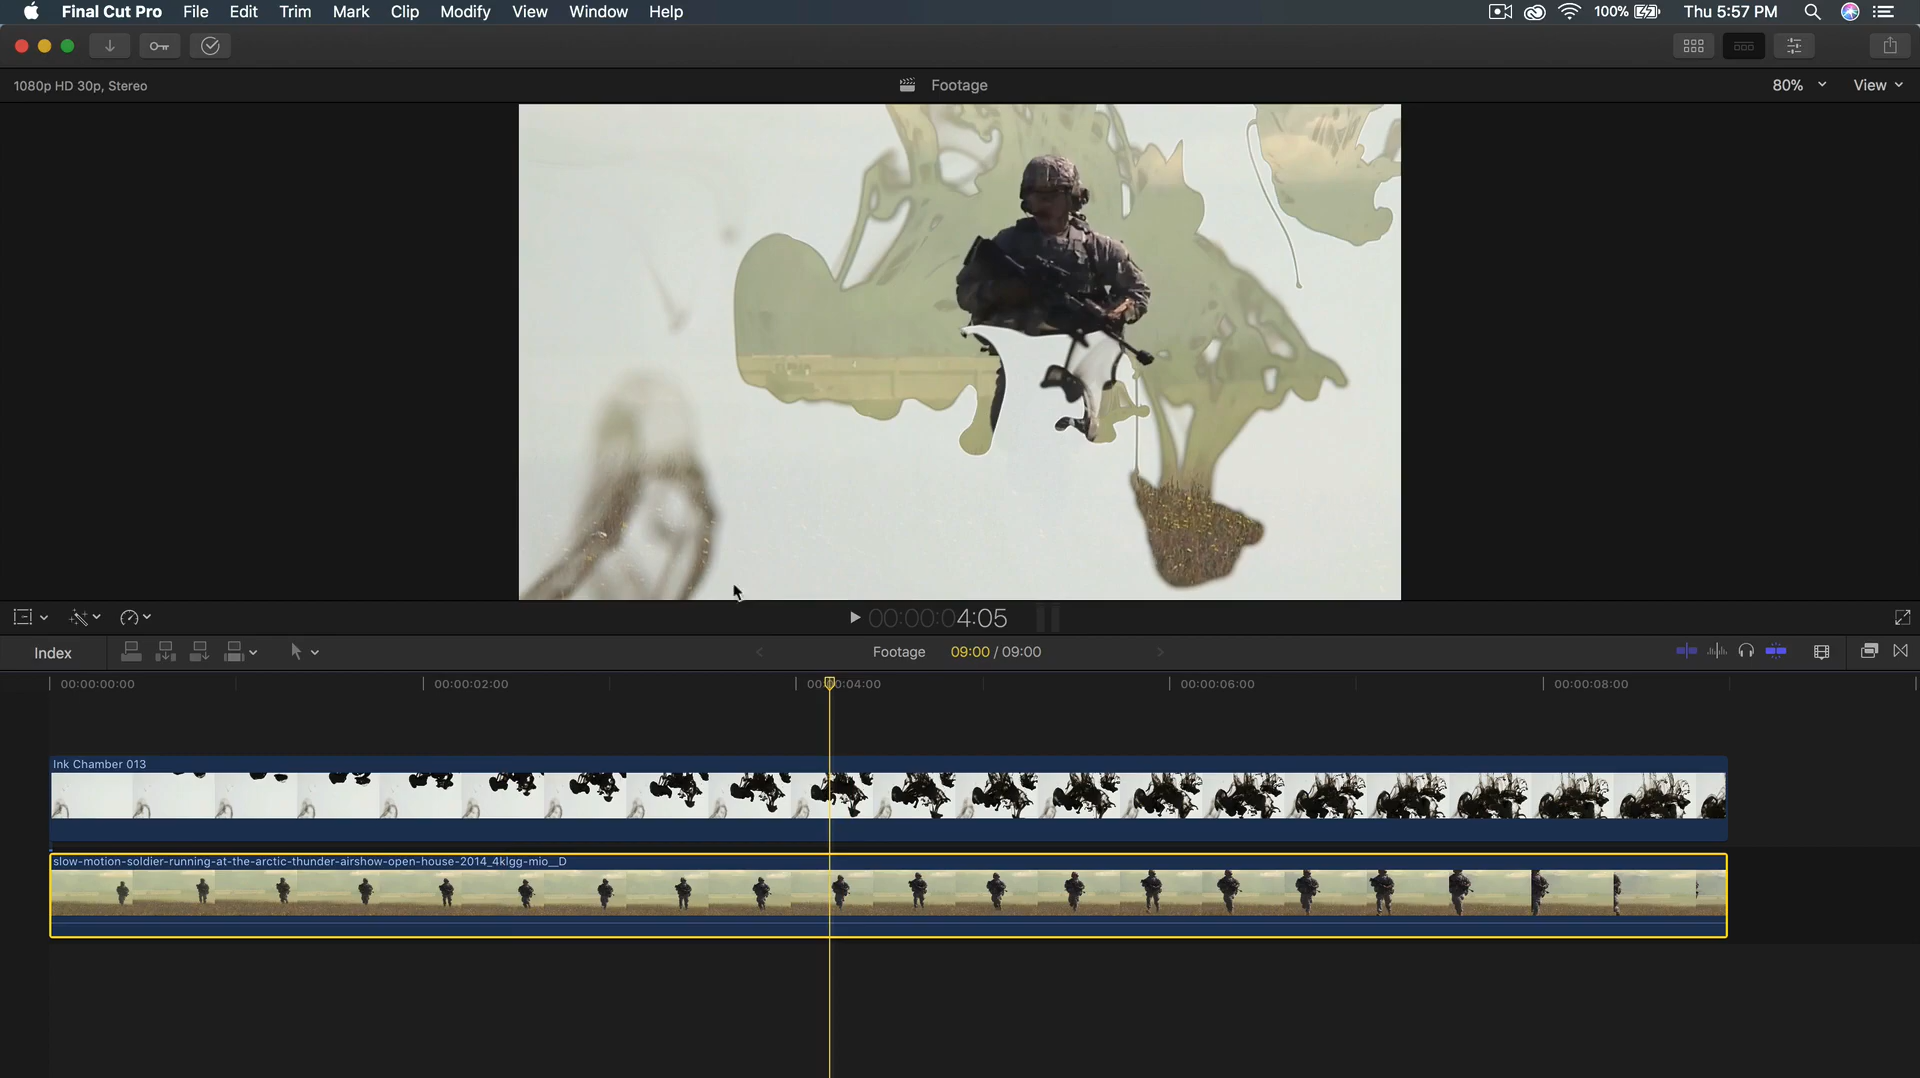 Final Cut Pro File Edit Trim Mark Clip Modify View Window Help 100% Thu 5:57 PM
1080p HD 30p, Stereo Footage 80% View
00:00:04:05
Index Footage 09:00 / 09:00
00:00:00:00 00:00:02:00 00:00:04:00 00:00:06:00 00:00:08:00
Ink Chamber 013
slow-motion-soldier-running-at-the-arctic-thunder-airshow-open-house-2014_4klgg-mio__D